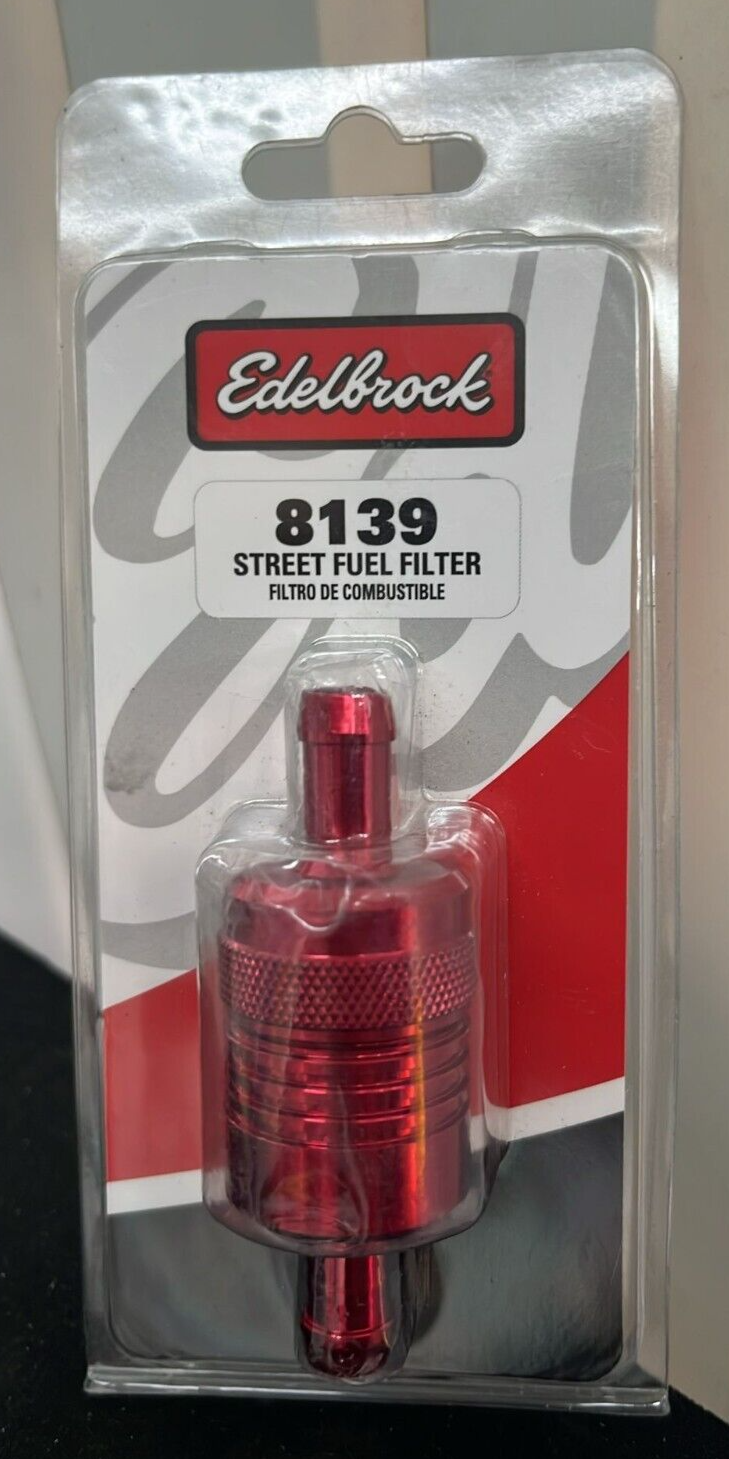 Edelbrock
8139
STREET FUEL FILTER
FILTRO DE COMBUSTIBLE